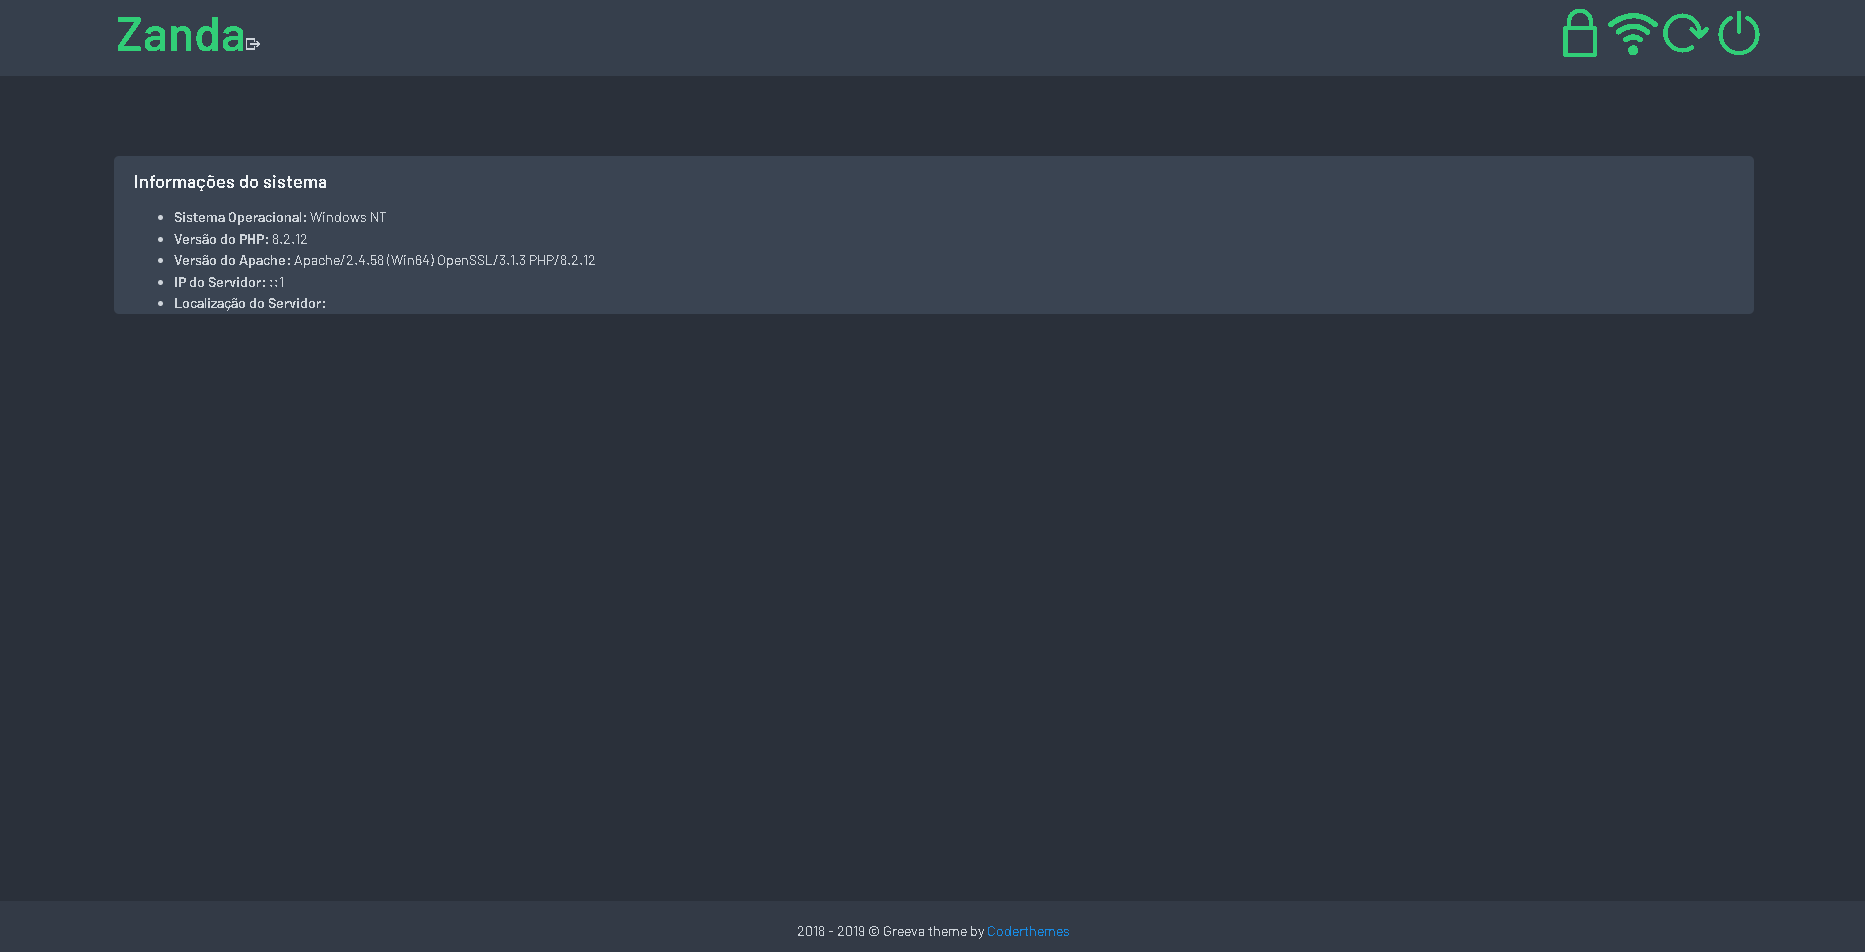 Zanda
Informações do sistema
Sistema Operacional: Windows NT
Versão do PHP: 8.2.12
Versão do Apache: Apache/2.4.58 (Win64) OpenSSL/3.1.3 PHP/8.2.12
IP do Servidor: ::1
Localização do Servidor:
2018 - 2019 © Greeva theme by Coderthemes